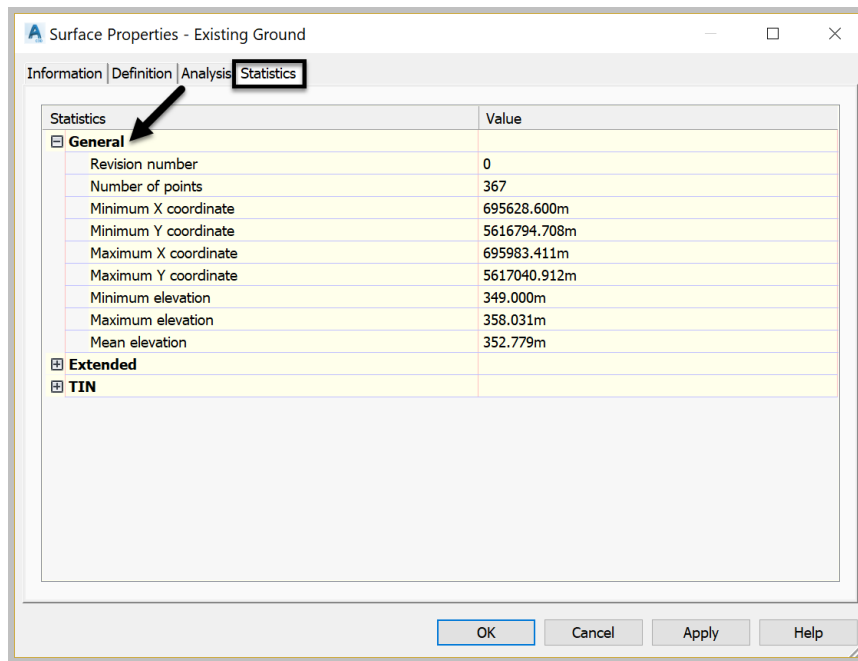 Surface Properties - Existing Ground
Information Definition Analysis Statistics
Statistics Value
General
Revision number 0
Number of points 367
Minimum X coordinate 695628.600m
Minimum Y coordinate 5616794.708m
Maximum X coordinate 695983.411m
Maximum Y coordinate 5617040.912m
Minimum elevation 349.000m
Maximum elevation 358.031m
Mean elevation 352.779m
Extended
TIN
OK Cancel Apply Help